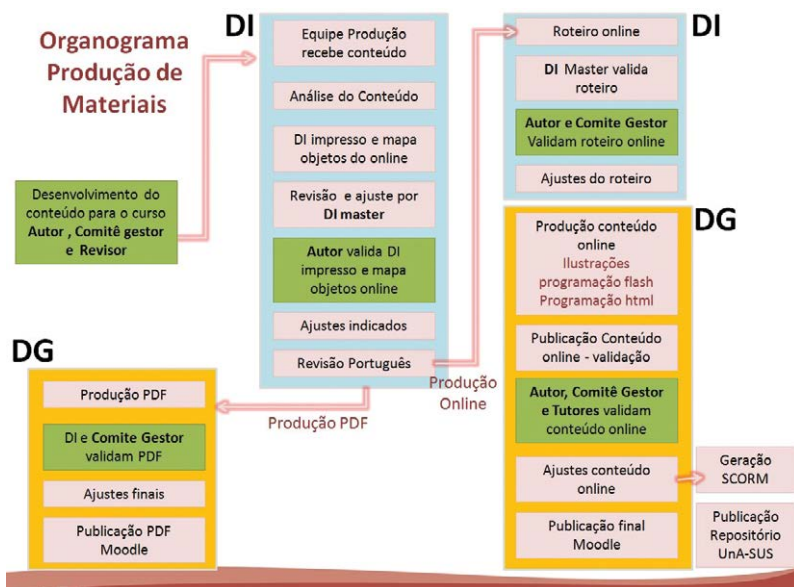 Organograma
Produção de
Materiais
Desenvolvimento do
conteúdo para o curso
Autor , Comitê gestor
e Revisor
DI
Equipe Produção
recebe conteúdo
Análise do Conteúdo
DI impresso e mapa
objetos do online
Revisão e ajuste por
DI master
Autor valida DI
impresso e mapa
objetos online
Ajustes indicados
Revisão Português
Produção
Online
Produção PDF
DI
Roteiro online
DI Master valida
roteiro
Autor e Comite Gestor
Validam roteiro online
Ajustes do roteiro
DG
Produção conteúdo
online
Ilustrações
programação flash
Programação html
Publicação Conteúdo
online - validação
Autor, Comitê Gestor
e Tutores validam
conteúdo online
Ajustes conteúdo
online
Publicação final
Moodle
Geração
SCORM
Publicação
Repositório
UnA-SUS
DG
Produção PDF
DI e Comite Gestor
validam PDF
Ajustes finais
Publicação PDF
Moodle